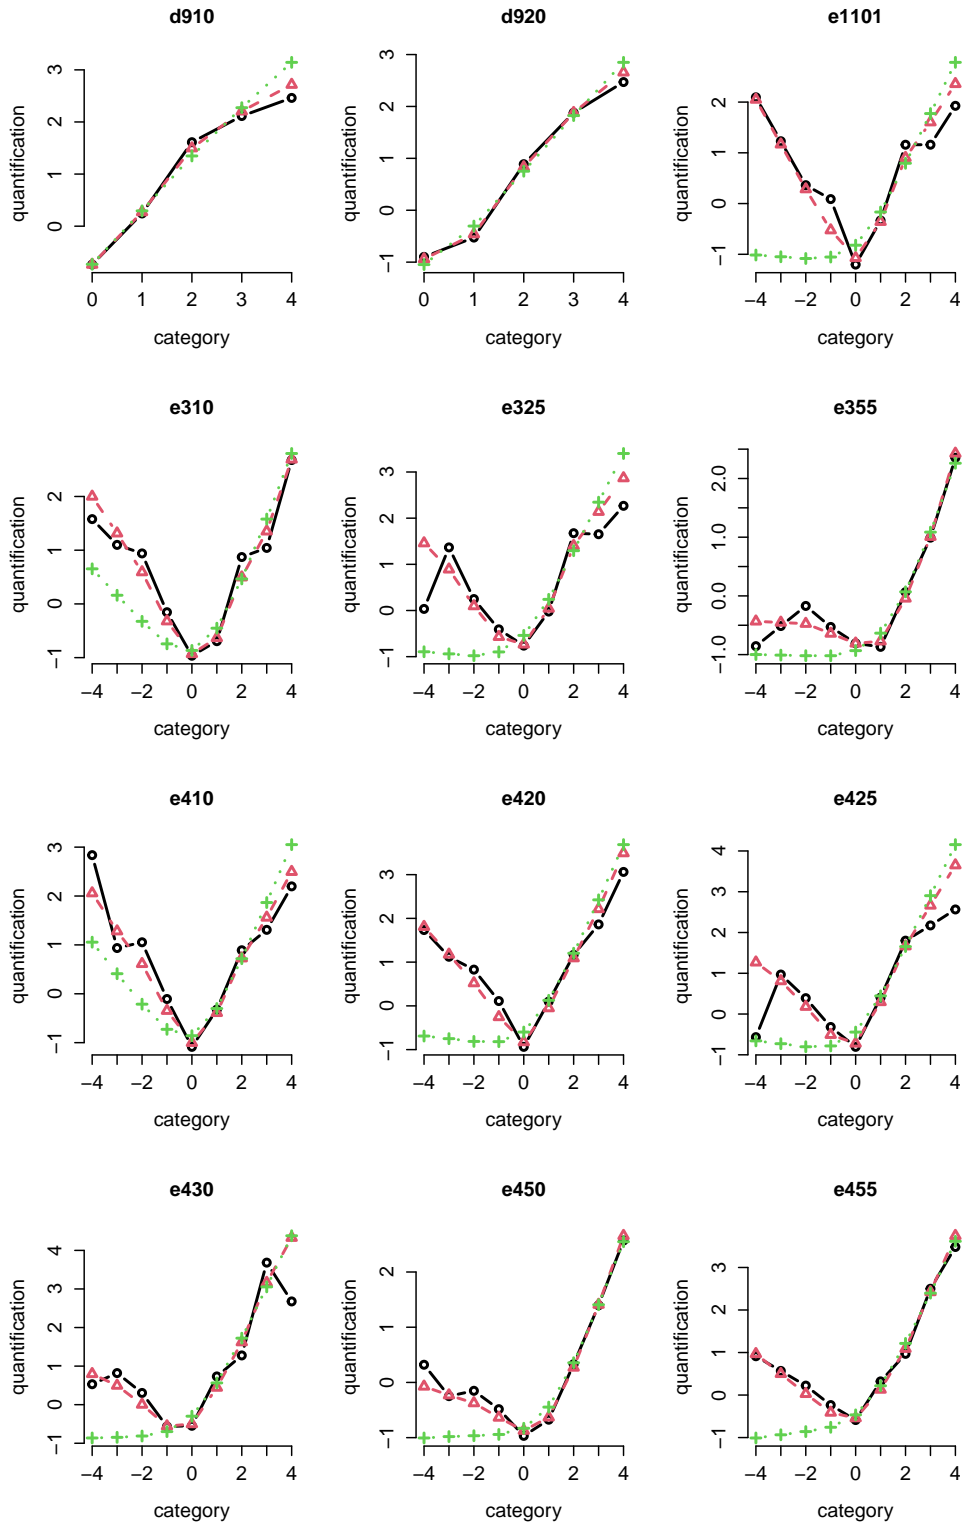 d910
quantification
0 1 2 3
0 1 2 3 4
category
d920
quantification
−1 0 1 2 3
0 1 2 3 4
category
e1101
quantification
−1 0 1 2
−4 −2 0 2 4
category
e310
quantification
−1 0 1 2
−4 −2 0 2 4
category
e325
quantification
−1 0 1 2 3
−4 −2 0 2 4
category
e355
quantification
−1.0 0.0 1.0 2.0
−4 −2 0 2 4
category
e410
quantification
−1 0 1 2 3
−4 −2 0 2 4
category
e420
quantification
−1 0 1 2 3
−4 −2 0 2 4
category
e425
quantification
−1 0 1 2 3 4
−4 −2 0 2 4
category
e430
quantification
−1 0 1 2 3 4
−4 −2 0 2 4
category
e450
quantification
−1 0 1 2
−4 −2 0 2 4
category
e455
quantification
−1 0 1 2 3
−4 −2 0 2 4
category